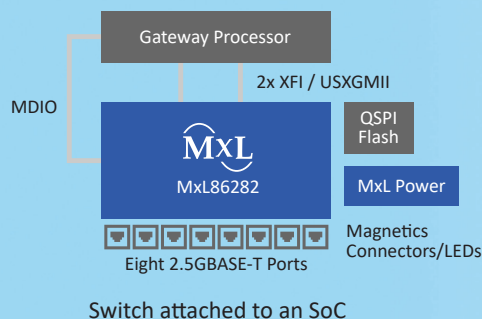 Gateway Processor
2x XFI / USXGMII
MDIO
MxL
MxL86282
QSPI
Flash
MxL Power
Magnetics
Connectors/LEDs
Eight 2.5GBASE-T Ports
Switch attached to an SoC